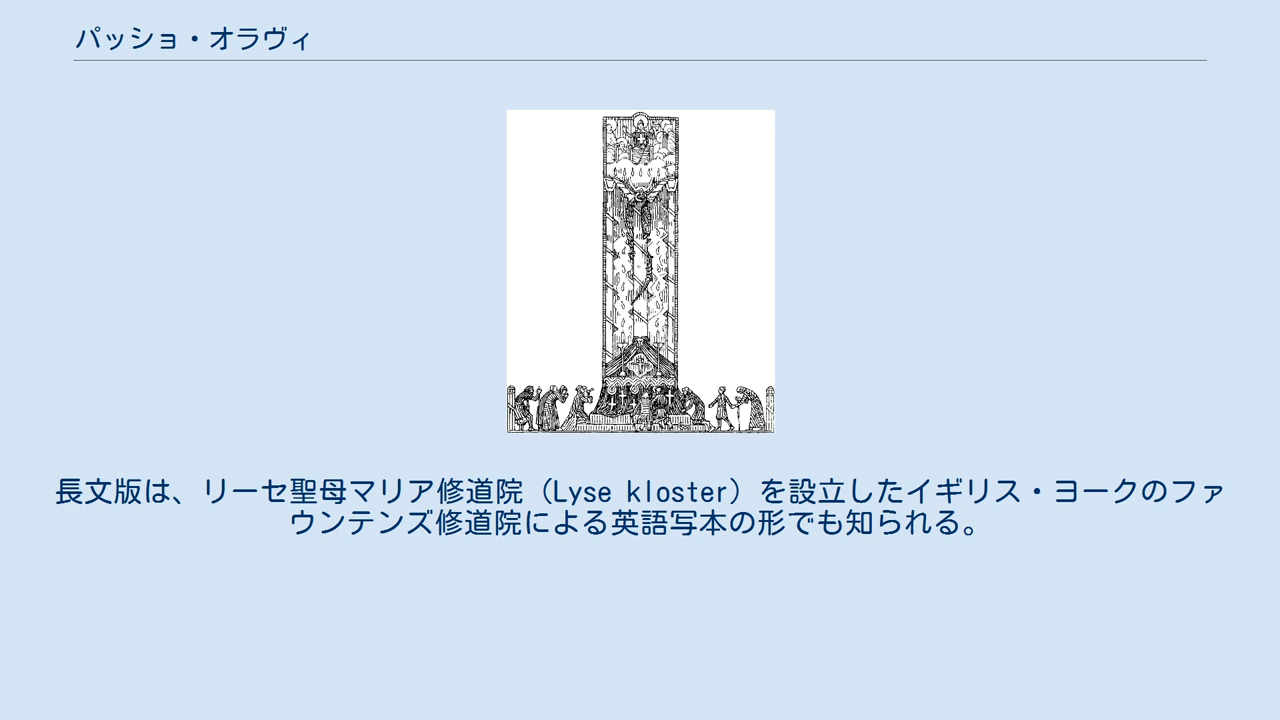 パッショ・オラヴィ
長文版は、リーセ聖母マリア修道院（Lyse kloster）を設立したイギリス・ヨークのファ
ウンテンズ修道院による英語写本の形でも知られる。